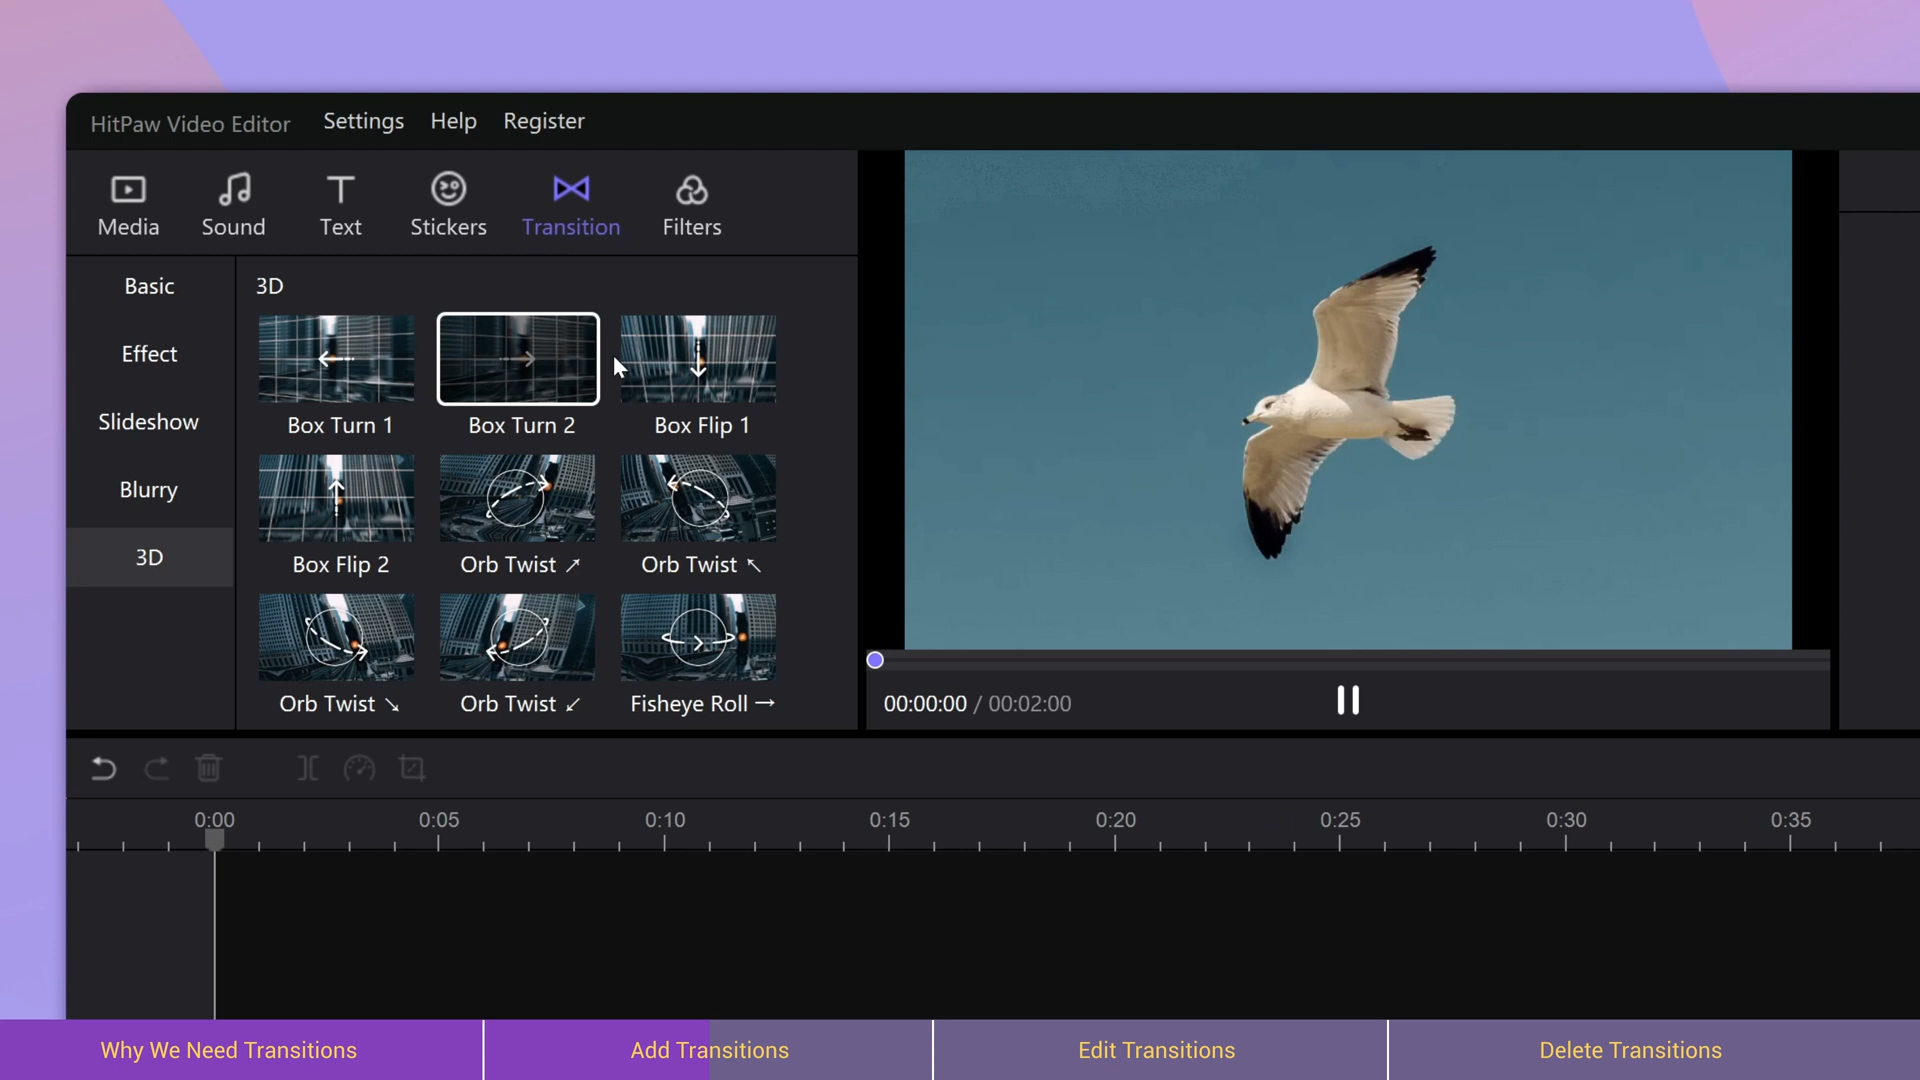 HitPaw Video Editor Settings Help Register
Media Sound Text Stickers Transition Filters
Basic
Effect
Slideshow
Blurry
3D
3D
Box Turn 1 Box Turn 2 Box Flip 1
Box Flip 2 Orb Twist ↗ Orb Twist ↖
Orb Twist ↘ Orb Twist ↙ Fisheye Roll →
00:00:00 / 00:02:00
0:00 0:05 0:10 0:15 0:20 0:25 0:30 0:35
Why We Need Transitions Add Transitions Edit Transitions Delete Transitions